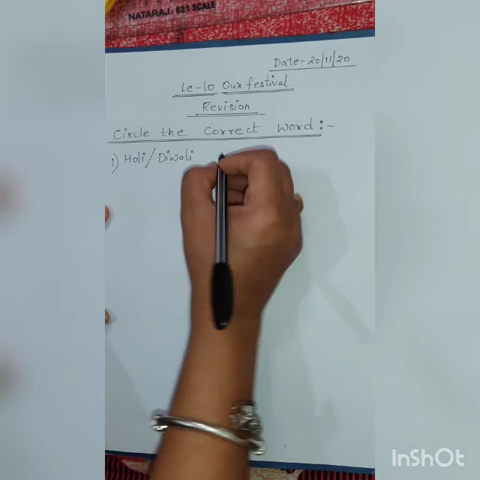 NATARAJ 621 SCALE
Date-20/11/20
Le-10 Our festival
Revision
Circle the Correct word:-
1) Holi/Diwali
InShOt